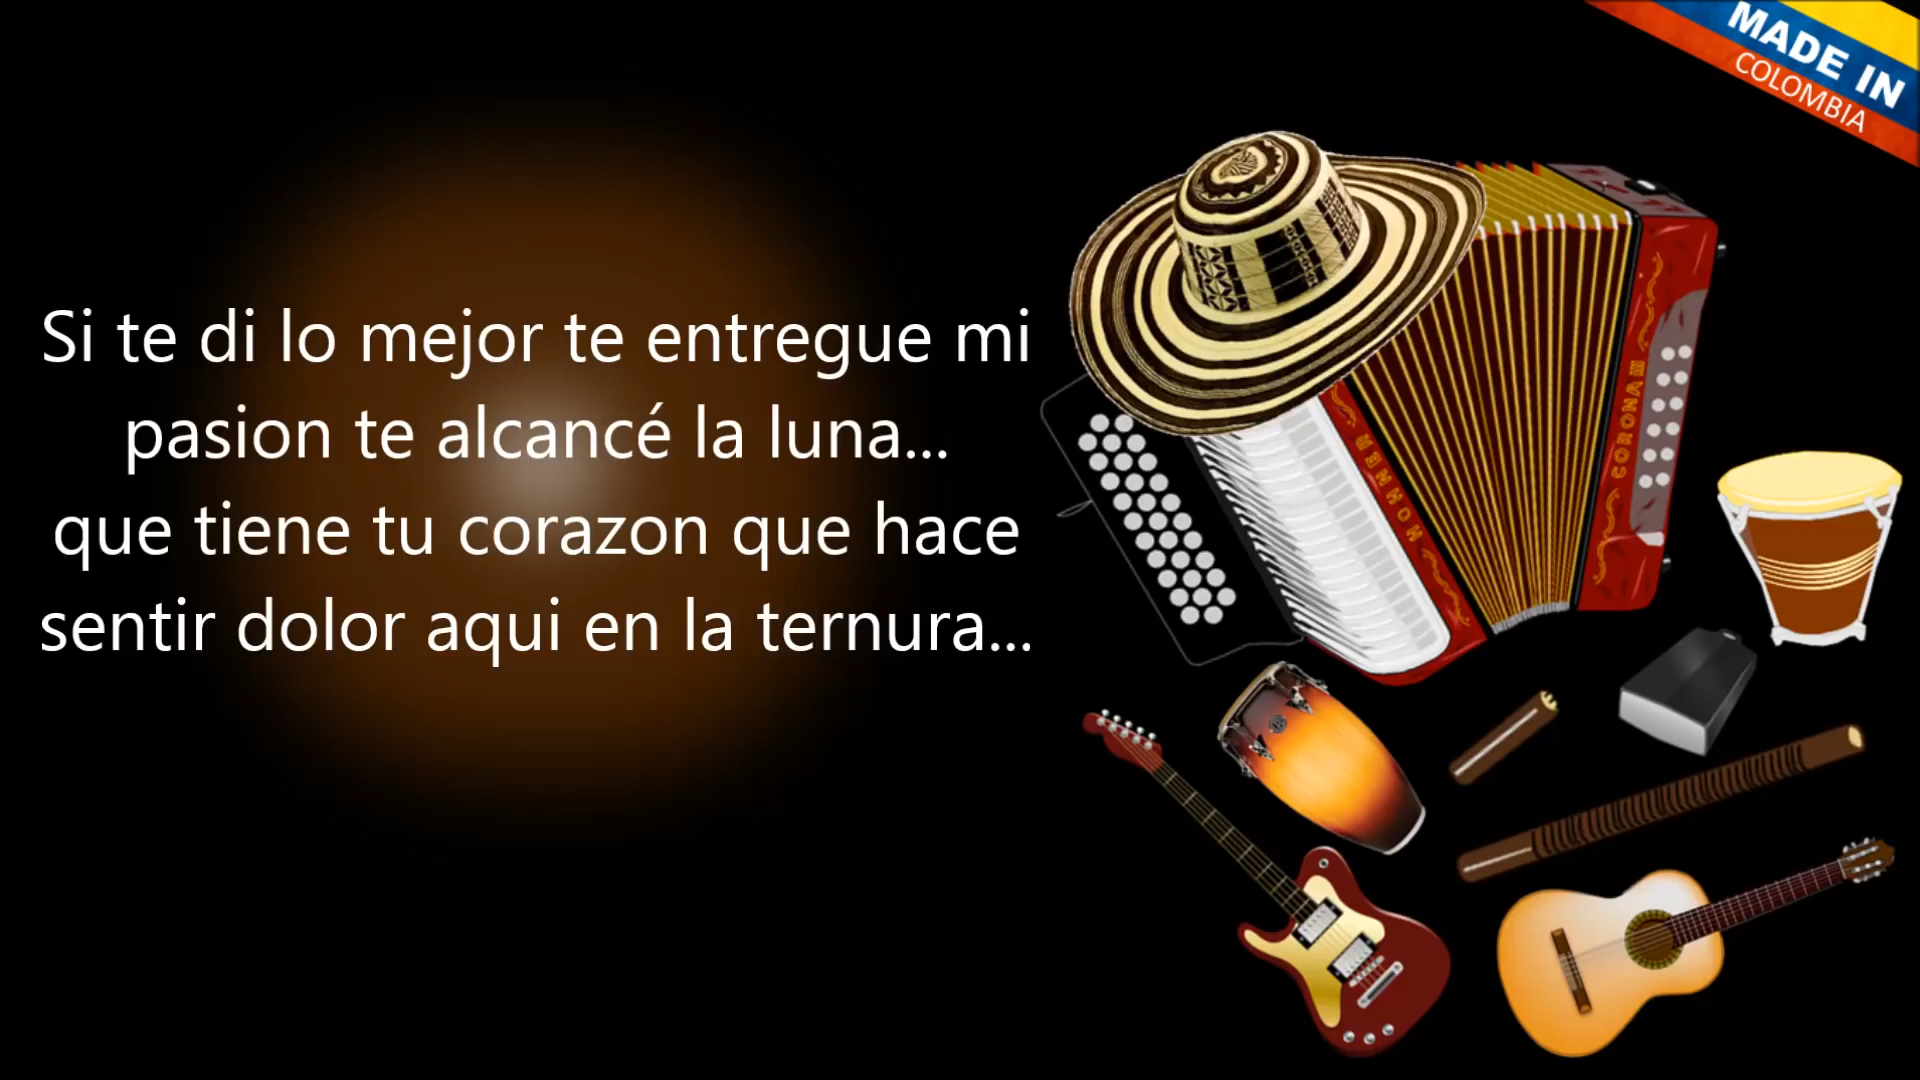 MADE IN
COLOMBIA
Si te di lo mejor te entregue mi
pasion te alcancé la luna...
que tiene tu corazon que hace
sentir dolor aqui en la ternura...
HOHNER
CORONA III